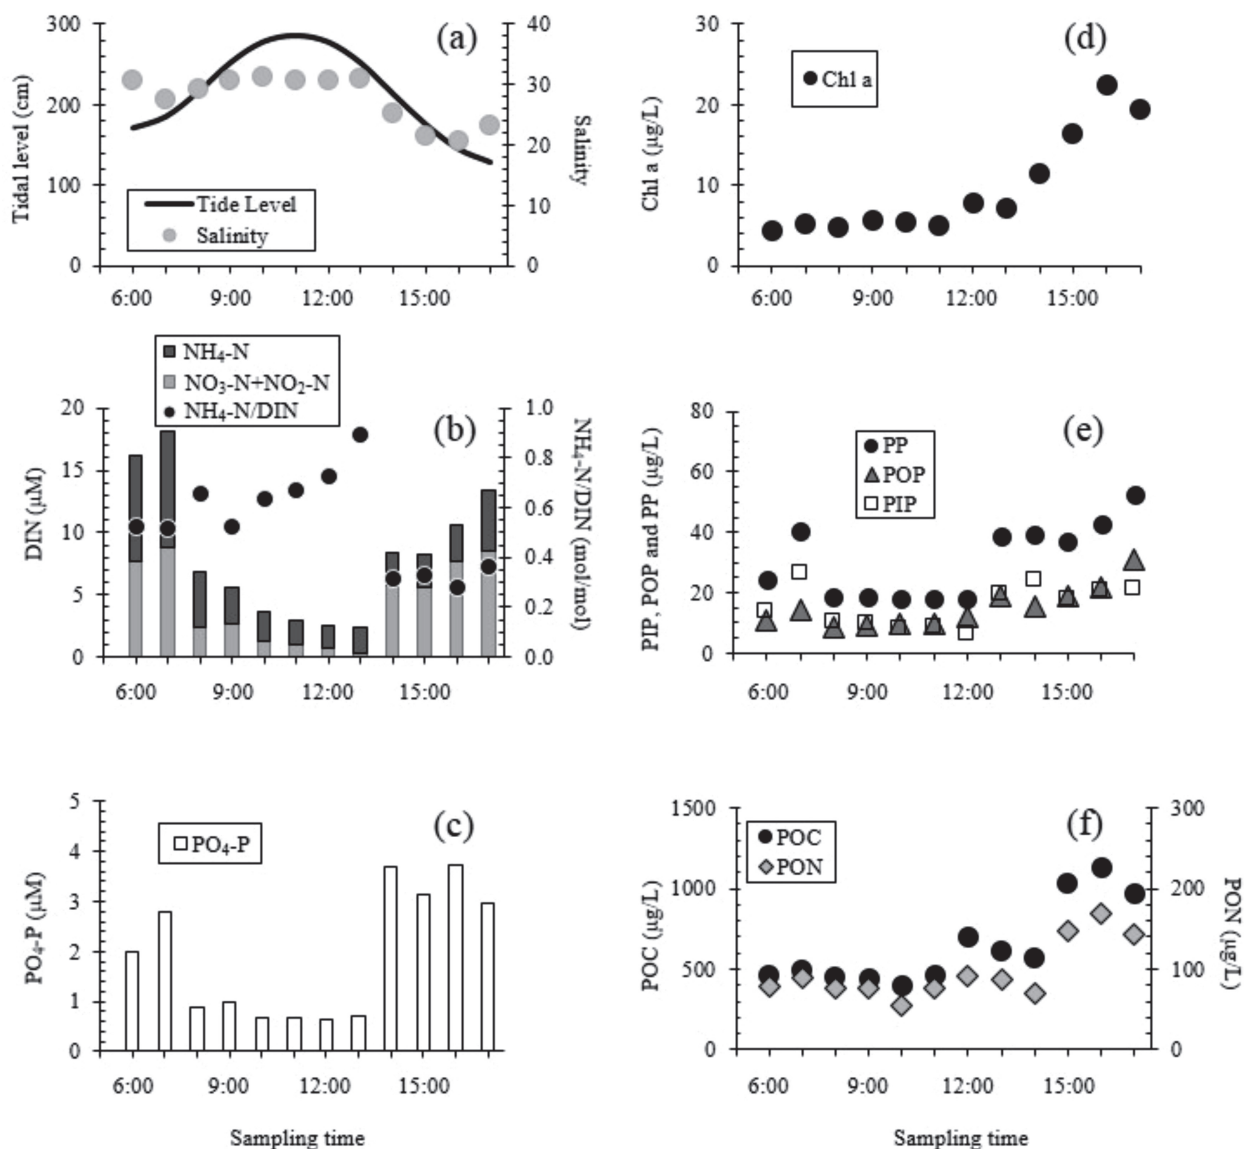 (a)
300
200
100
0
Tidal level (cm)
40
30
20
10
0
Salinity
Tide Level
Salinity
6:00 9:00 12:00 15:00
(d)
30
20
10
0
Chl a (µg/L)
Chl a
6:00 9:00 12:00 15:00
NH4-N
NO3-N+NO2-N
NH4-N/DIN
(b)
20
15
10
5
0
DIN (µM)
1.0
0.8
0.6
0.4
0.2
0.0
NH4-N/DIN (mol/mol)
6:00 9:00 12:00 15:00
(e)
80
60
40
20
0
PIP, POP and PP (µg/L)
PP
POP
PIP
6:00 9:00 12:00 15:00
(c)
5
4
3
2
1
0
PO4-P (µM)
PO4-P
6:00 9:00 12:00 15:00
Sampling time
(f)
1500
1000
500
0
POC (µg/L)
POC
PON
300
200
100
0
PON (µg/L)
6:00 9:00 12:00 15:00
Sampling time